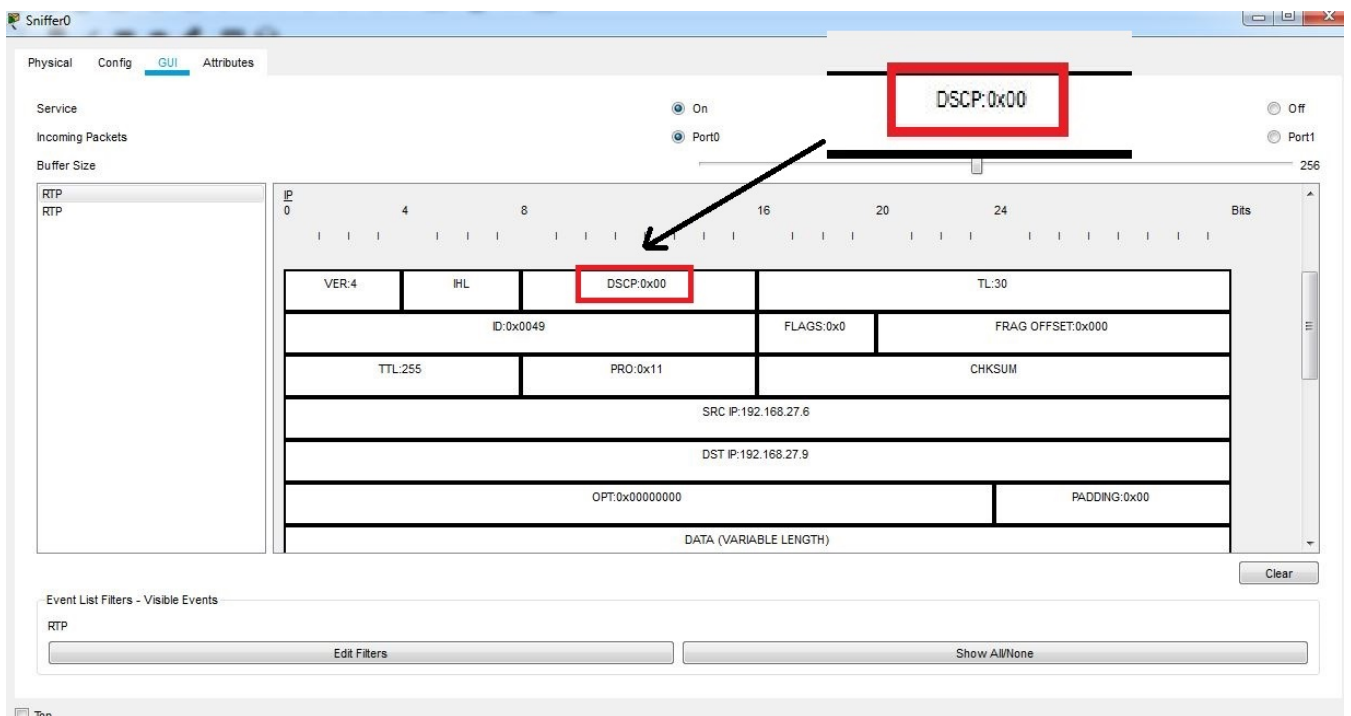 Sniffer0
Physical Config GUI Attributes
DSCP:0x00
Service On Off
Incoming Packets Port0 Port1
Buffer Size 256
RTP
RTP
IP
0 4 8 16 20 24 Bits
VER:4 IHL DSCP:0x00 TL:30
ID:0x0049 FLAGS:0x0 FRAG OFFSET:0x000
TTL:255 PRO:0x11 CHKSUM
SRC IP:192.168.27.6
DST IP:192.168.27.9
OPT:0x00000000 PADDING:0x00
DATA (VARIABLE LENGTH)
Clear
Event List Filters - Visible Events
RTP
Edit Filters Show All/None
Top